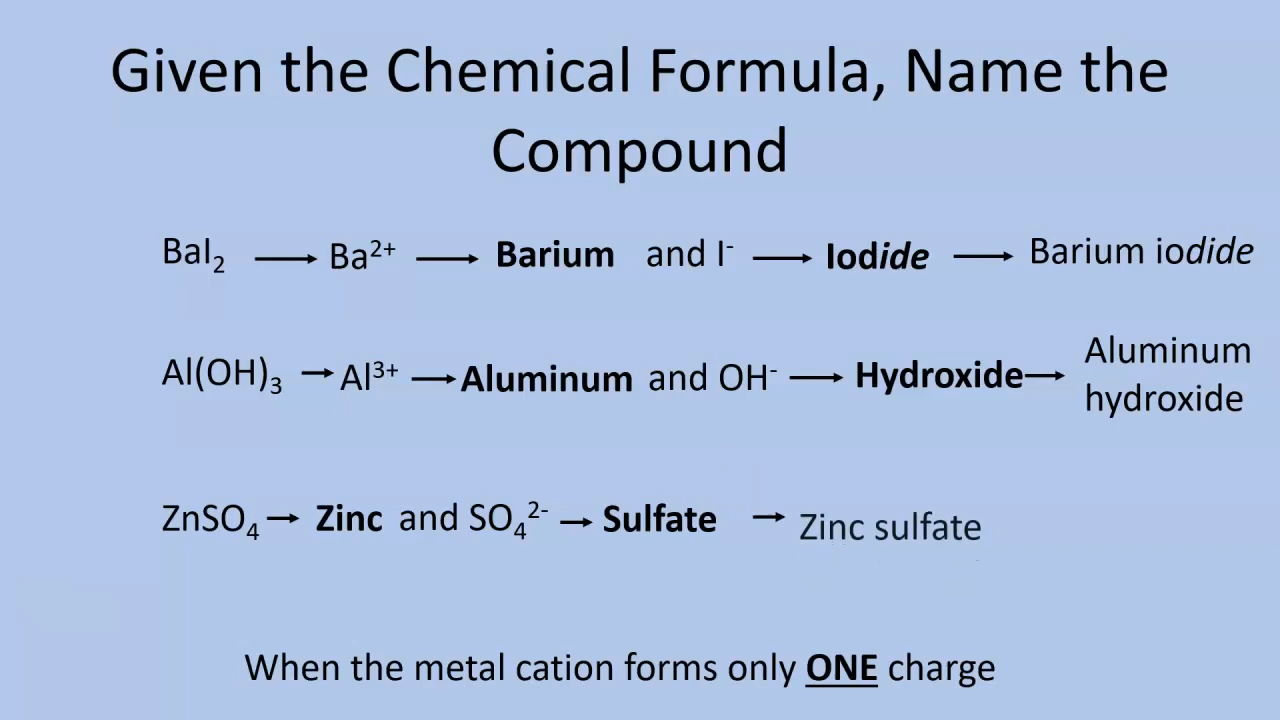 Given the Chemical Formula, Name the
Compound
BaI₂ → Ba²⁺ → Barium and I⁻ → Iodide → Barium iodide
Al(OH)₃ → Al³⁺ → Aluminum and OH⁻ → Hydroxide → Aluminum
hydroxide
ZnSO₄ → Zinc and SO₄²⁻ → Sulfate → Zinc sulfate
When the metal cation forms only ONE charge